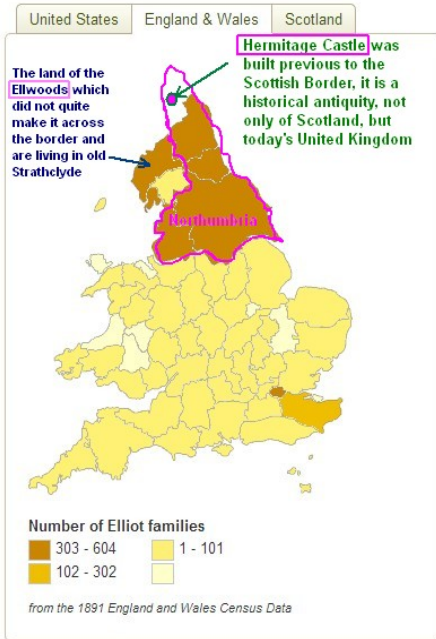 United States
England & Wales
Scotland
Hermitage Castle was
built previous to the
Scottish Border, it is a
historical antiquity, not
only of Scotland, but
today's United Kingdom
The land of the
Ellwoods which
did not quite
make it across
the border and
are living in old
Strathclyde
Northumbria
Number of Elliot families
303 - 604
1 - 101
102 - 302
from the 1891 England and Wales Census Data